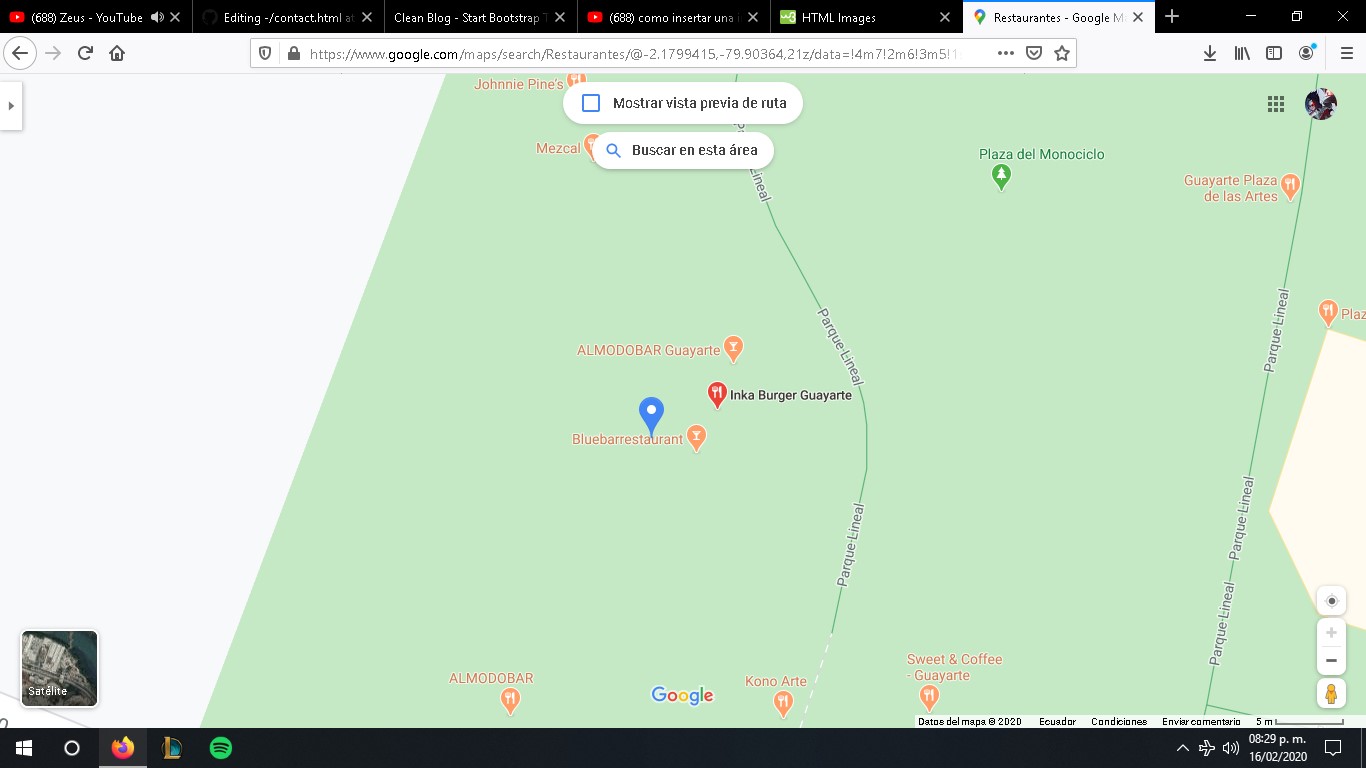 (688) Zeus - YouTube
Editing -/contact.html at
Clean Blog - Start Bootstrap T
(688) como insertar una i
HTML Images
Restaurantes - Google M
https://www.google.com/maps/search/Restaurantes/@-2.1799415,-79.90364,21z/data=!4m7!2m6!3m5!1
Johnnie Pine's
Mostrar vista previa de ruta
Mezcal
Buscar en esta área
Lineal
Plaza del Monociclo
Guayarte Plaza
de las Artes
Parque Lineal
Parque Lineal
Plaz
ALMODOBAR Guayarte
Inka Burger Guayarte
Bluebarrestaurant
Parque Lineal
Parque Lineal
Parque Lineal
Satélite
ALMODOBAR
Google
Kono Arte
Sweet & Coffee
- Guayarte
Datos del mapa © 2020 Ecuador Condiciones Enviar comentario 5 m
08:29 p. m.
16/02/2020